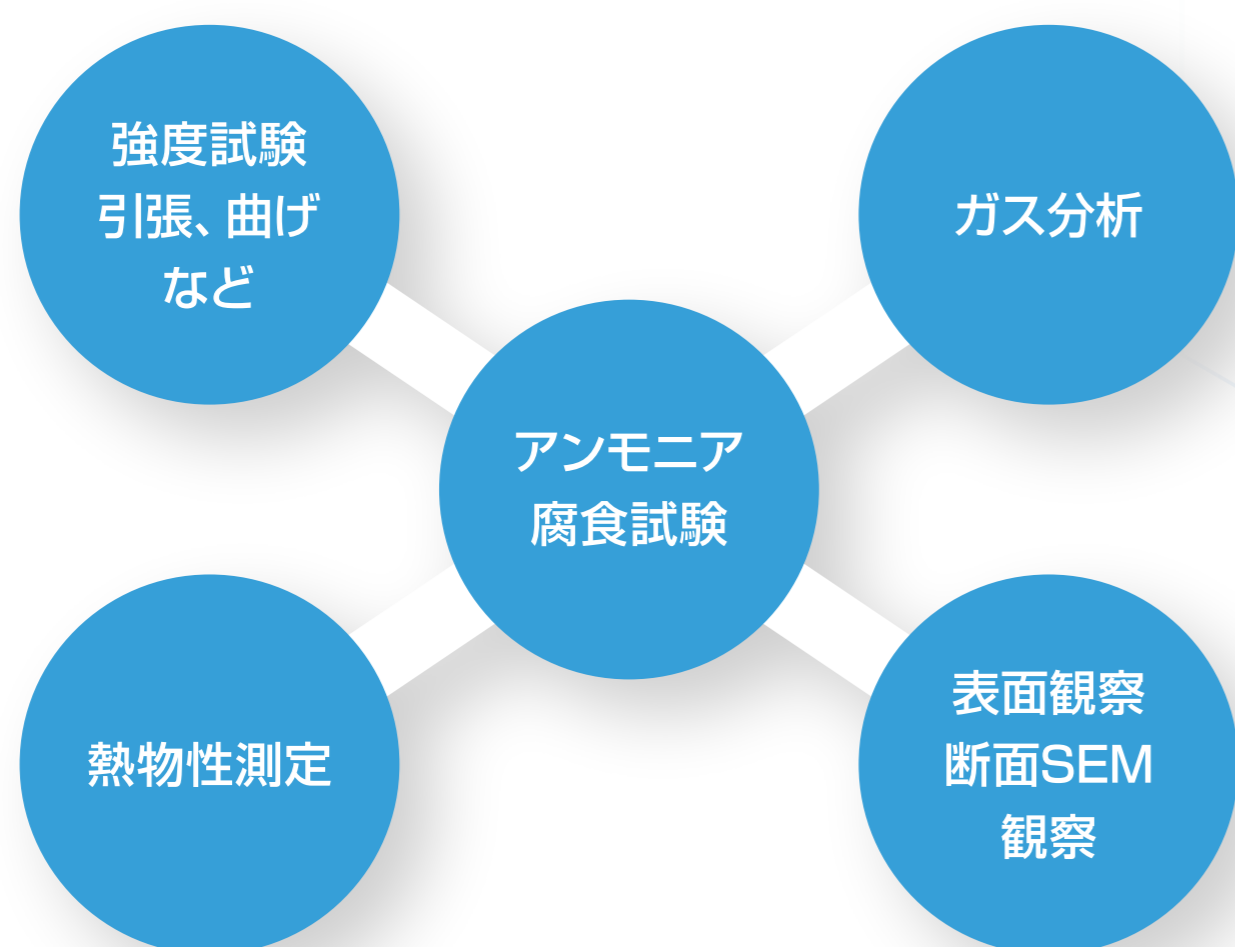 強度試験
引張、曲げ
など
ガス分析
アンモニア
腐食試験
熱物性測定
表面観察
断面SEM
観察